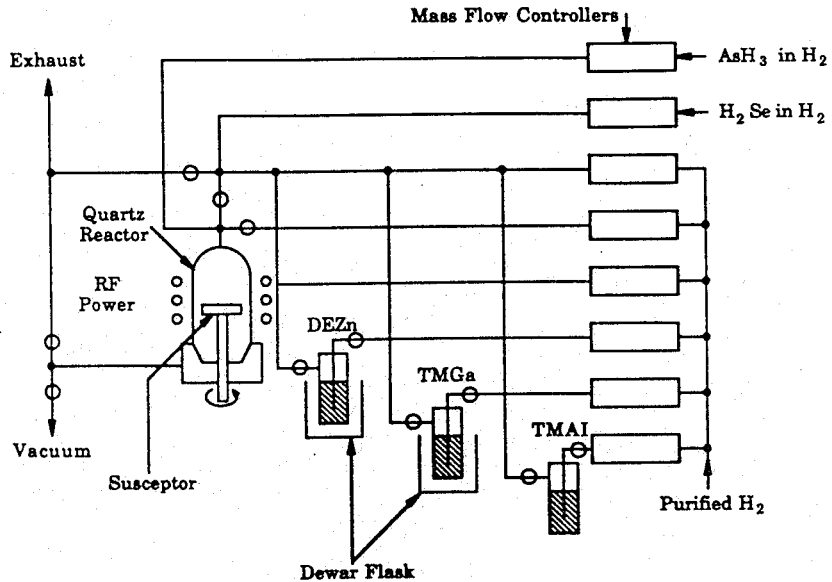 Mass Flow Controllers
Exhaust
AsH₃ in H₂
H₂ Se in H₂
Quartz
Reactor
RF
Power
DEZn
TMGa
TMAI
Vacuum
Susceptor
Purified H₂
Dewar Flask